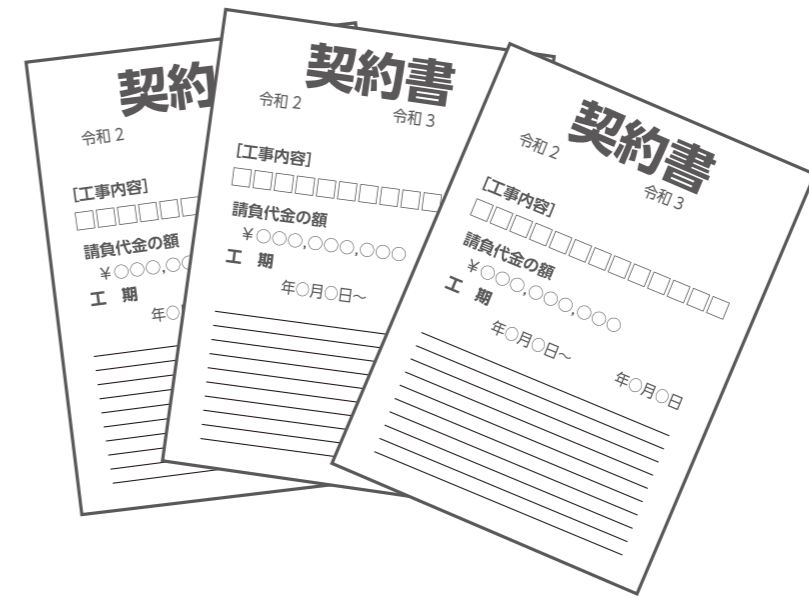 契約
令和 2
[工事内容]
□□□□□□
請負代金の額
￥○○○,○○
工 期
年○
契約書
令和 2
令和 3
[工事内容]
□□□□□□□□□□
請負代金の額
￥○○○,○○○,○○○
工 期
年○月○日～
契約書
令和 2
令和 3
[工事内容]
□□□□□□□□□□□□□
請負代金の額
￥○○○,○○○,○○○
工 期
年○月○日～
年○月○日